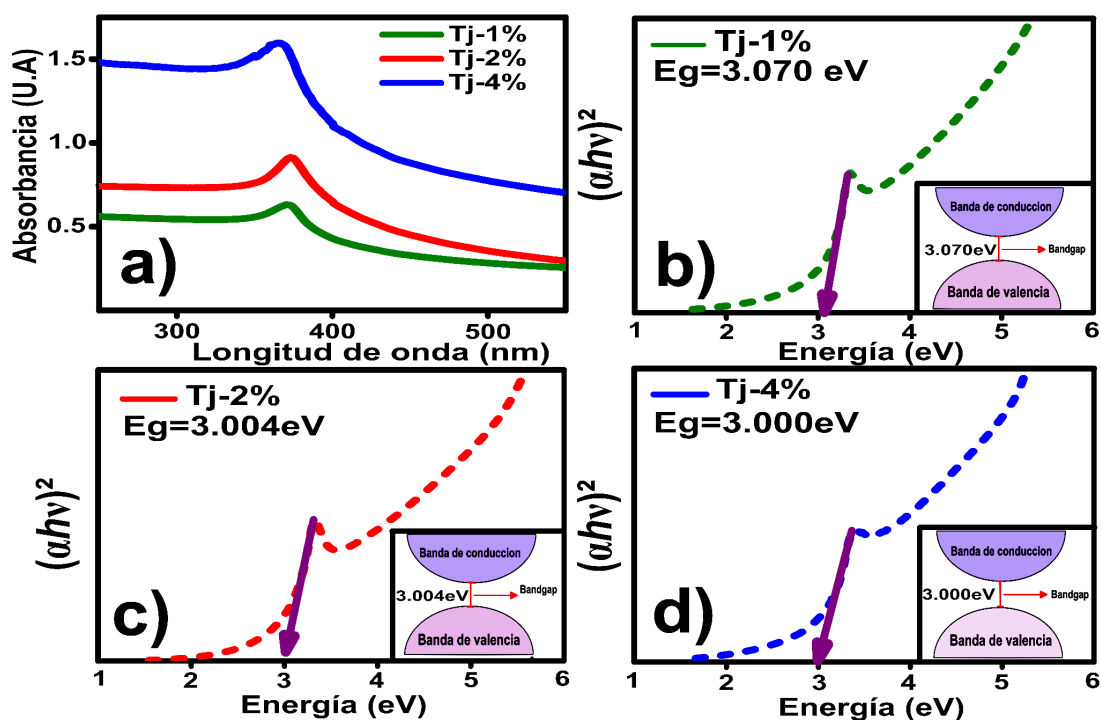 Absorbancia (U.A)
1.5
1.0
0.5
Tj-1%
Tj-2%
Tj-4%
a)
300
400
500
Longitud de onda (nm)
(αhν)²
Tj-1%
Eg=3.070 eV
b)
Banda de conduccion
3.070eV
Bandgap
Banda de valencia
1
2
3
4
5
6
Energía (eV)
(αhν)²
Tj-2%
Eg=3.004eV
c)
Banda de conduccion
3.004eV
Bandgap
Banda de valencia
1
2
3
4
5
6
Energía (eV)
(αhν)²
Tj-4%
Eg=3.000eV
d)
Banda de conduccion
3.000eV
Bandgap
Banda de valencia
1
2
3
4
5
6
Energía (eV)